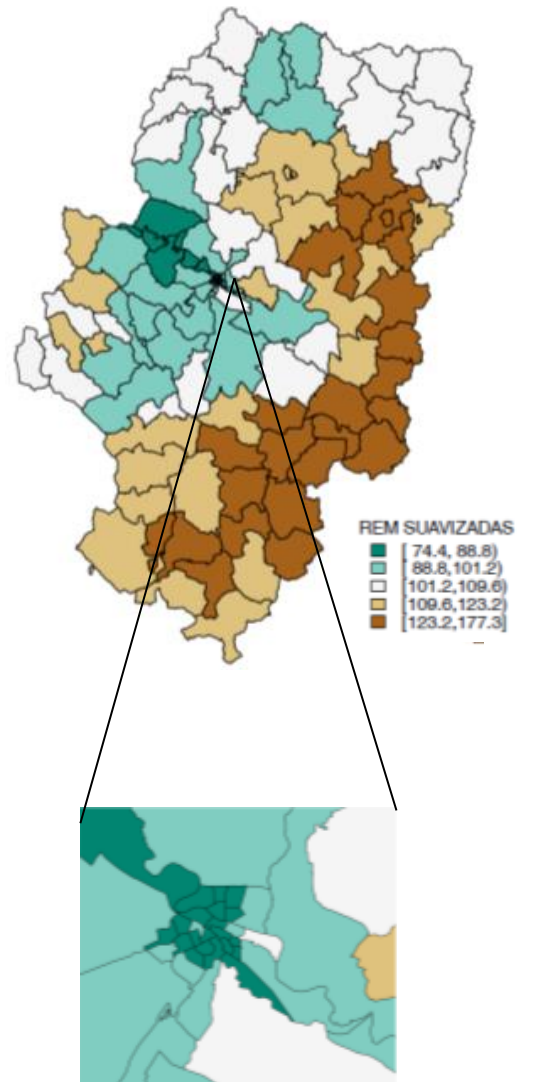 REM SUAVIZADAS
[ 74.4, 88.8)
[ 88.8,101.2)
[101.2,109.6)
[109.6,123.2)
[123.2,177.3]